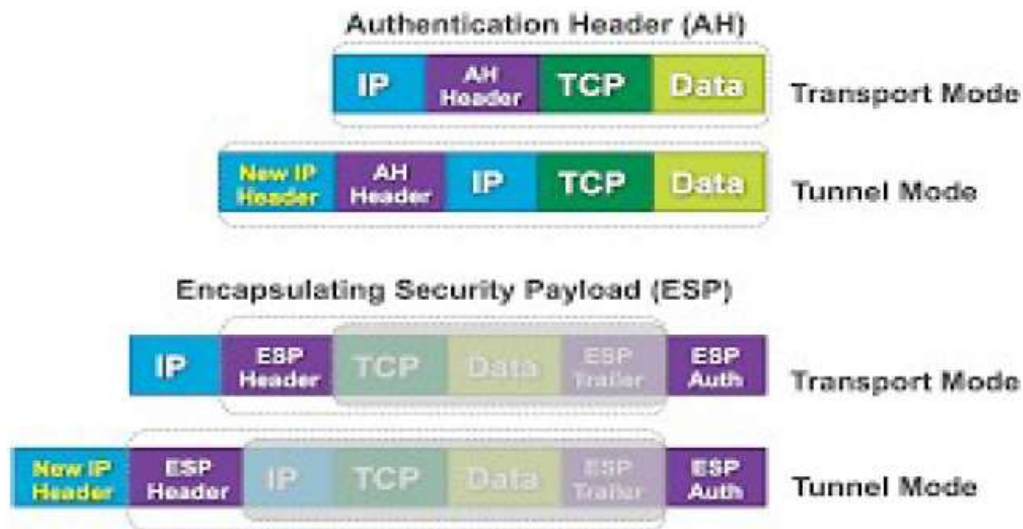 Authentication Header (AH)
IP AH Header TCP Data Transport Mode
New IP Header AH Header IP TCP Data Tunnel Mode
Encapsulating Security Payload (ESP)
IP ESP Header TCP Data ESP Trailer ESP Auth Transport Mode
New IP Header ESP Header IP TCP Data ESP Trailer ESP Auth Tunnel Mode